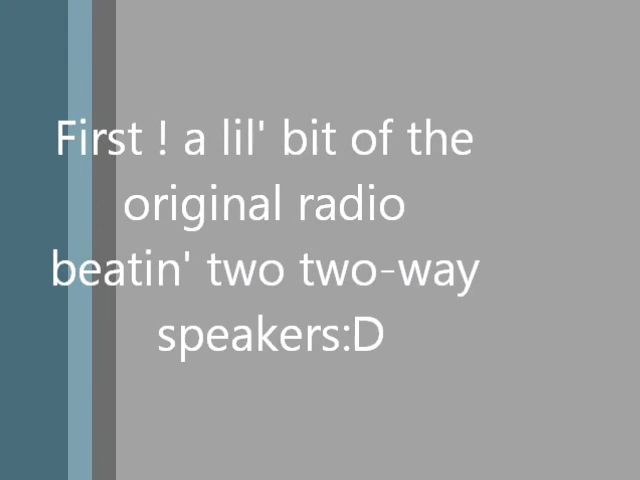 First ! a lil' bit of the
original radio
beatin' two two-way
speakers:D